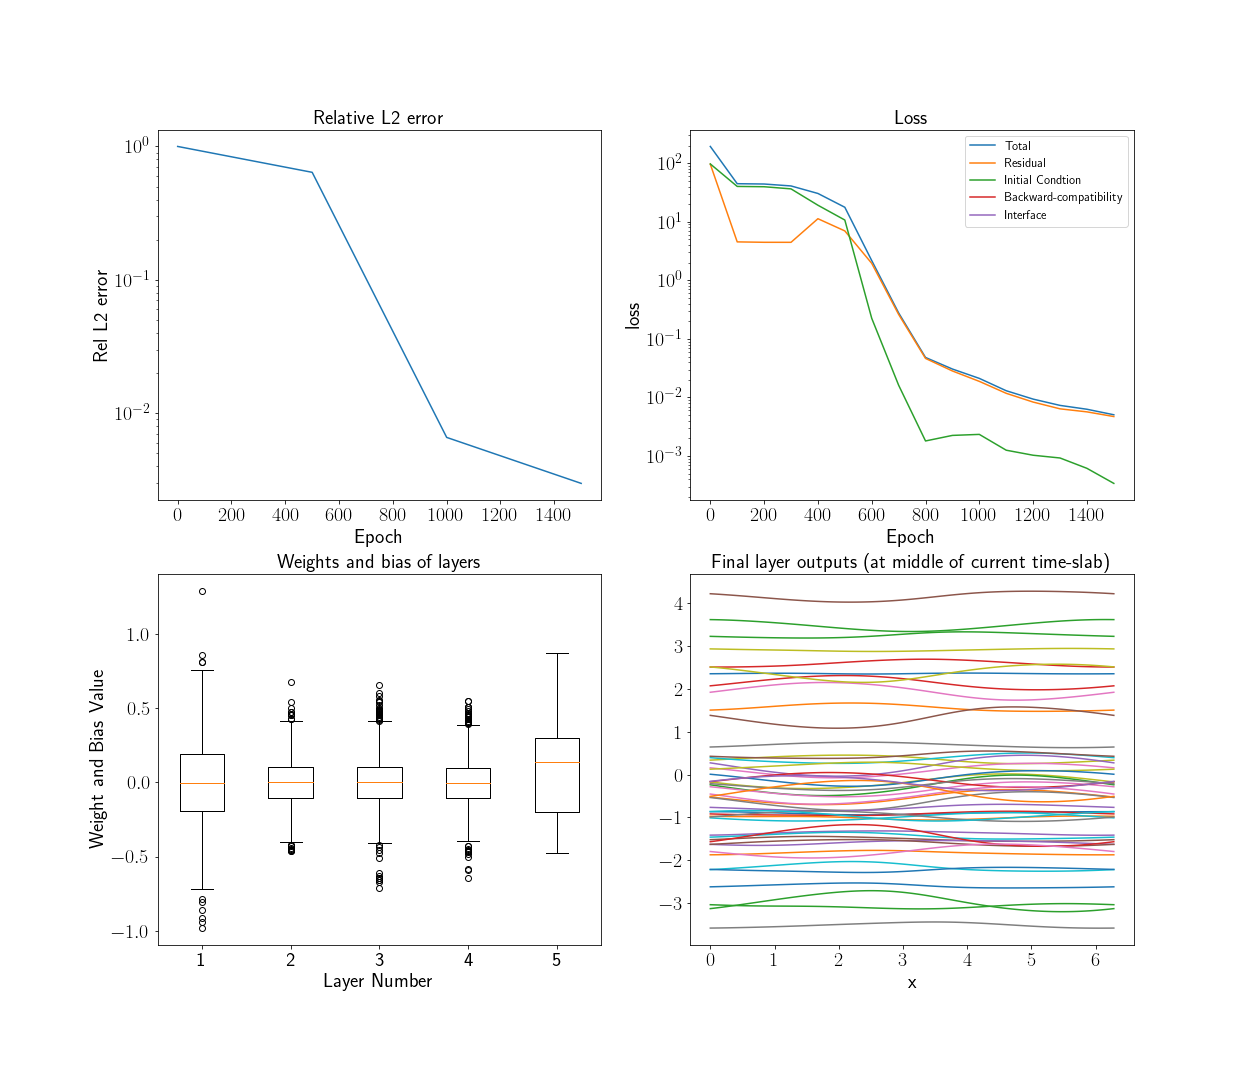 Relative L2 error
10^0
10^-1
10^-2
Rel L2 error
0 200 400 600 800 1000 1200 1400
Epoch
Loss
Total
Residual
Initial Condtion
Backward-compatibility
Interface
10^2
10^1
10^0
10^-1
10^-2
10^-3
loss
0 200 400 600 800 1000 1200 1400
Epoch
Weights and bias of layers
1.0
0.5
0.0
−0.5
−1.0
Weight and Bias Value
1 2 3 4 5
Layer Number
Final layer outputs (at middle of current time-slab)
4
3
2
1
0
−1
−2
−3
0 1 2 3 4 5 6
x